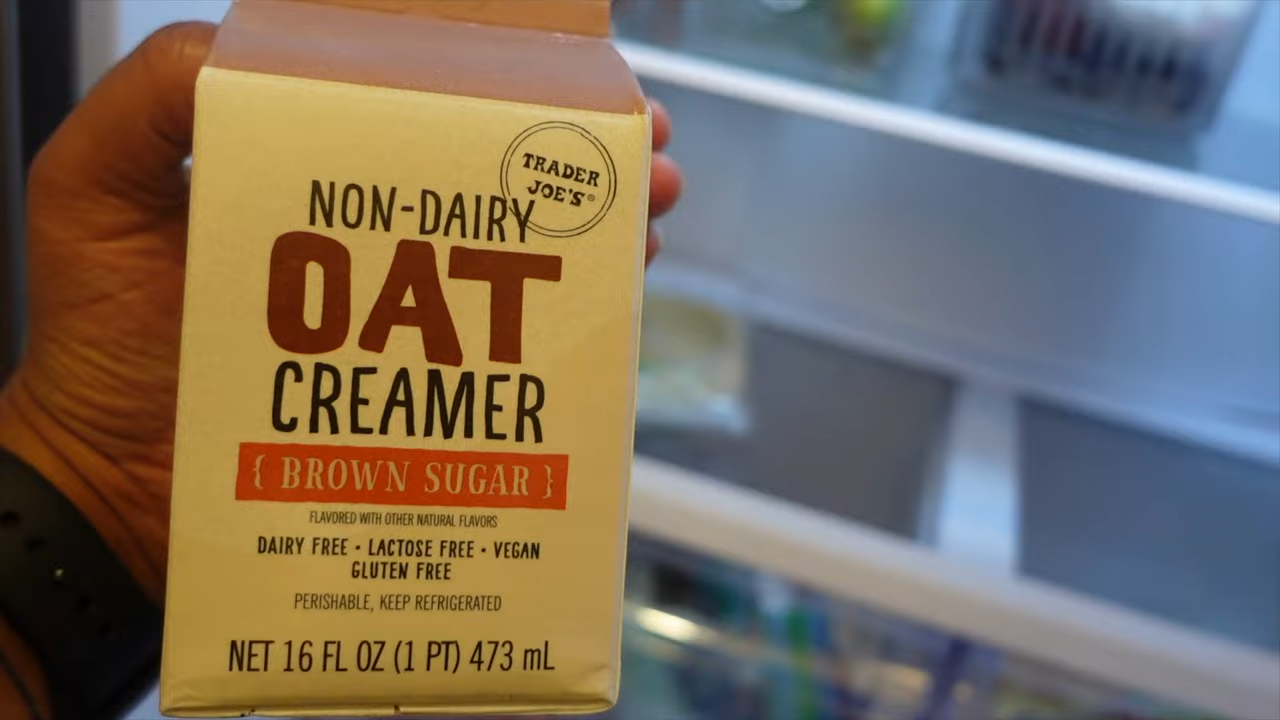 TRADER
JOE'S®
NON-DAIRY
OAT
CREAMER
{ BROWN SUGAR }
FLAVORED WITH OTHER NATURAL FLAVORS
DAIRY FREE • LACTOSE FREE • VEGAN
GLUTEN FREE
PERISHABLE, KEEP REFRIGERATED
NET 16 FL OZ (1 PT) 473 mL